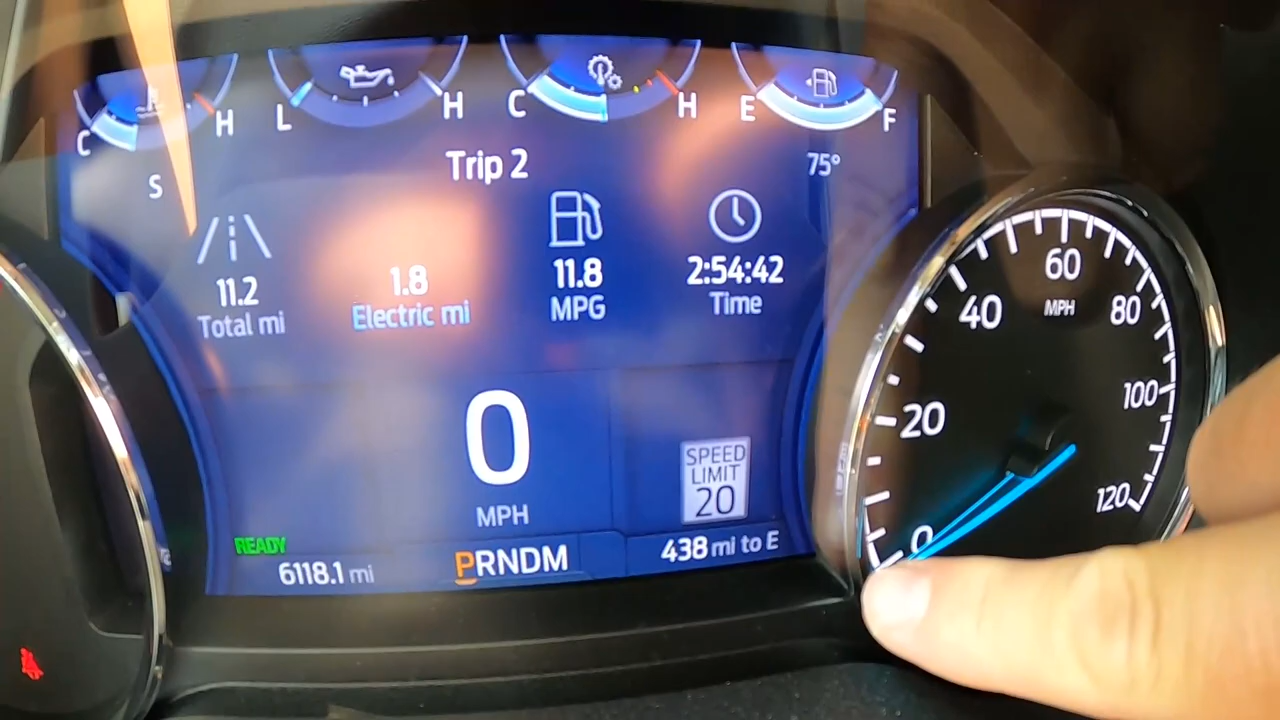 C H L H C H E F
Trip 2
75°
S
11.2
Total mi
1.8
Electric mi
11.8
MPG
2:54:42
Time
0
MPH
SPEED
LIMIT
20
READY
6118.1 mi
PRNDM
438 mi to E
0
20
40
60
80
100
120
MPH